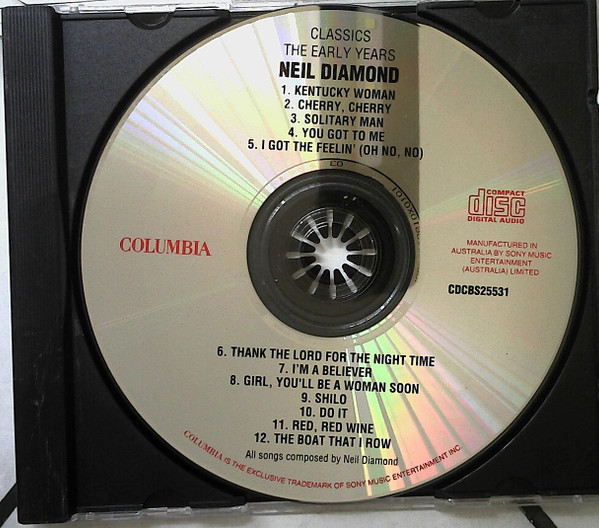 CLASSICS
THE EARLY YEARS
NEIL DIAMOND
1. KENTUCKY WOMAN
2. CHERRY, CHERRY
3. SOLITARY MAN
4. YOU GOT TO ME
5. I GOT THE FEELIN' (OH NO, NO)
COLUMBIA
COMPACT
disc
DIGITAL AUDIO
MANUFACTURED IN
AUSTRALIA BY SONY MUSIC
ENTERTAINMENT
(AUSTRALIA) LIMITED
CDCBS25531
6. THANK THE LORD FOR THE NIGHT TIME
7. I'M A BELIEVER
8. GIRL, YOU'LL BE A WOMAN SOON
9. SHILO
10. DO IT
11. RED, RED WINE
12. THE BOAT THAT I ROW
All songs composed by Neil Diamond
COLUMBIA IS THE EXCLUSIVE TRADEMARK OF SONY MUSIC ENTERTAINMENT INC.